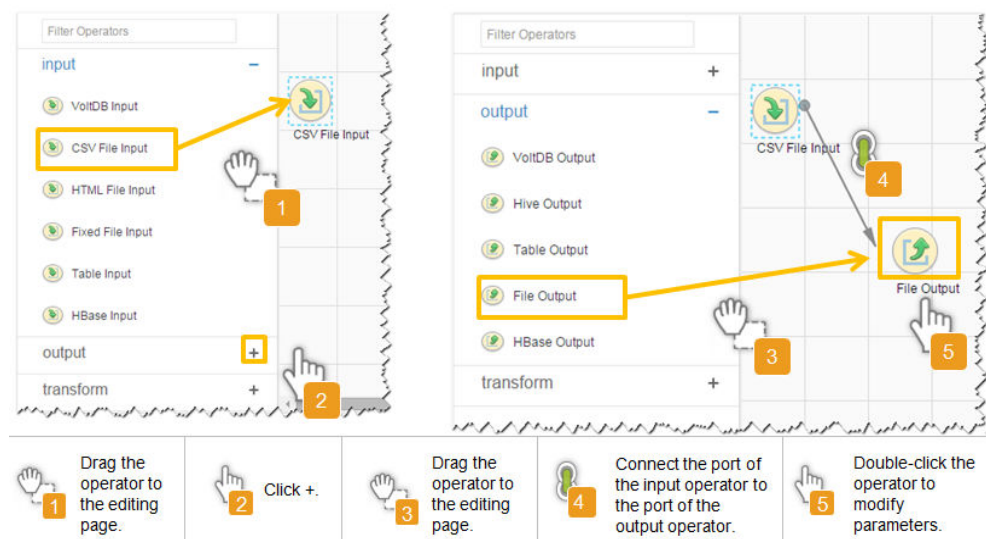 Filter Operators
input −
VoltDB Input
CSV File Input
HTML File Input
Fixed File Input
Table Input
HBase Input
output +
transform +
CSV File Input
1
2
Filter Operators
input +
output −
VoltDB Output
Hive Output
Table Output
File Output
HBase Output
transform +
CSV File Input
4
File Output
3
5
1
Drag the
operator to
the editing
page.
2
Click +.
3
Drag the
operator to
the editing
page.
4
Connect the port of
the input operator to
the port of the
output operator.
5
Double-click the
operator to
modify
parameters.